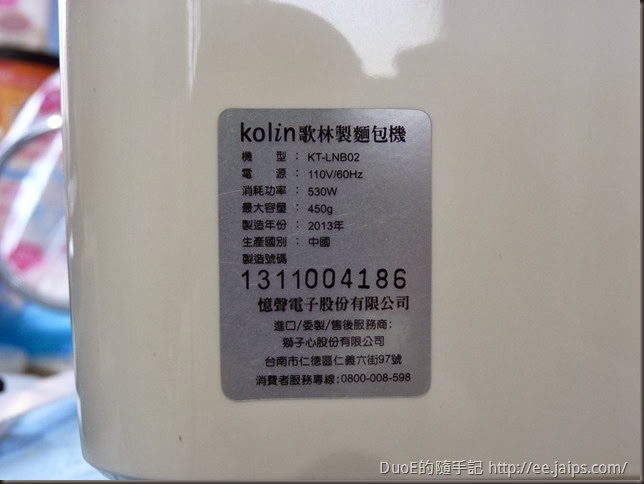 kolin歌林製麵包機
機 型：KT-LNB02
電 源：110V/60Hz
消耗功率：530W
最大容量：450g
製造年份：2013年
生產國別：中國
製造號碼
1311004186
憶聲電子股份有限公司
進口/委製/售後服務商:
獅子心股份有限公司
台南市仁德區仁義六街97號
消費者服務專線:0800-008-598
DuoE的隨手記 http://ee.jaips.com